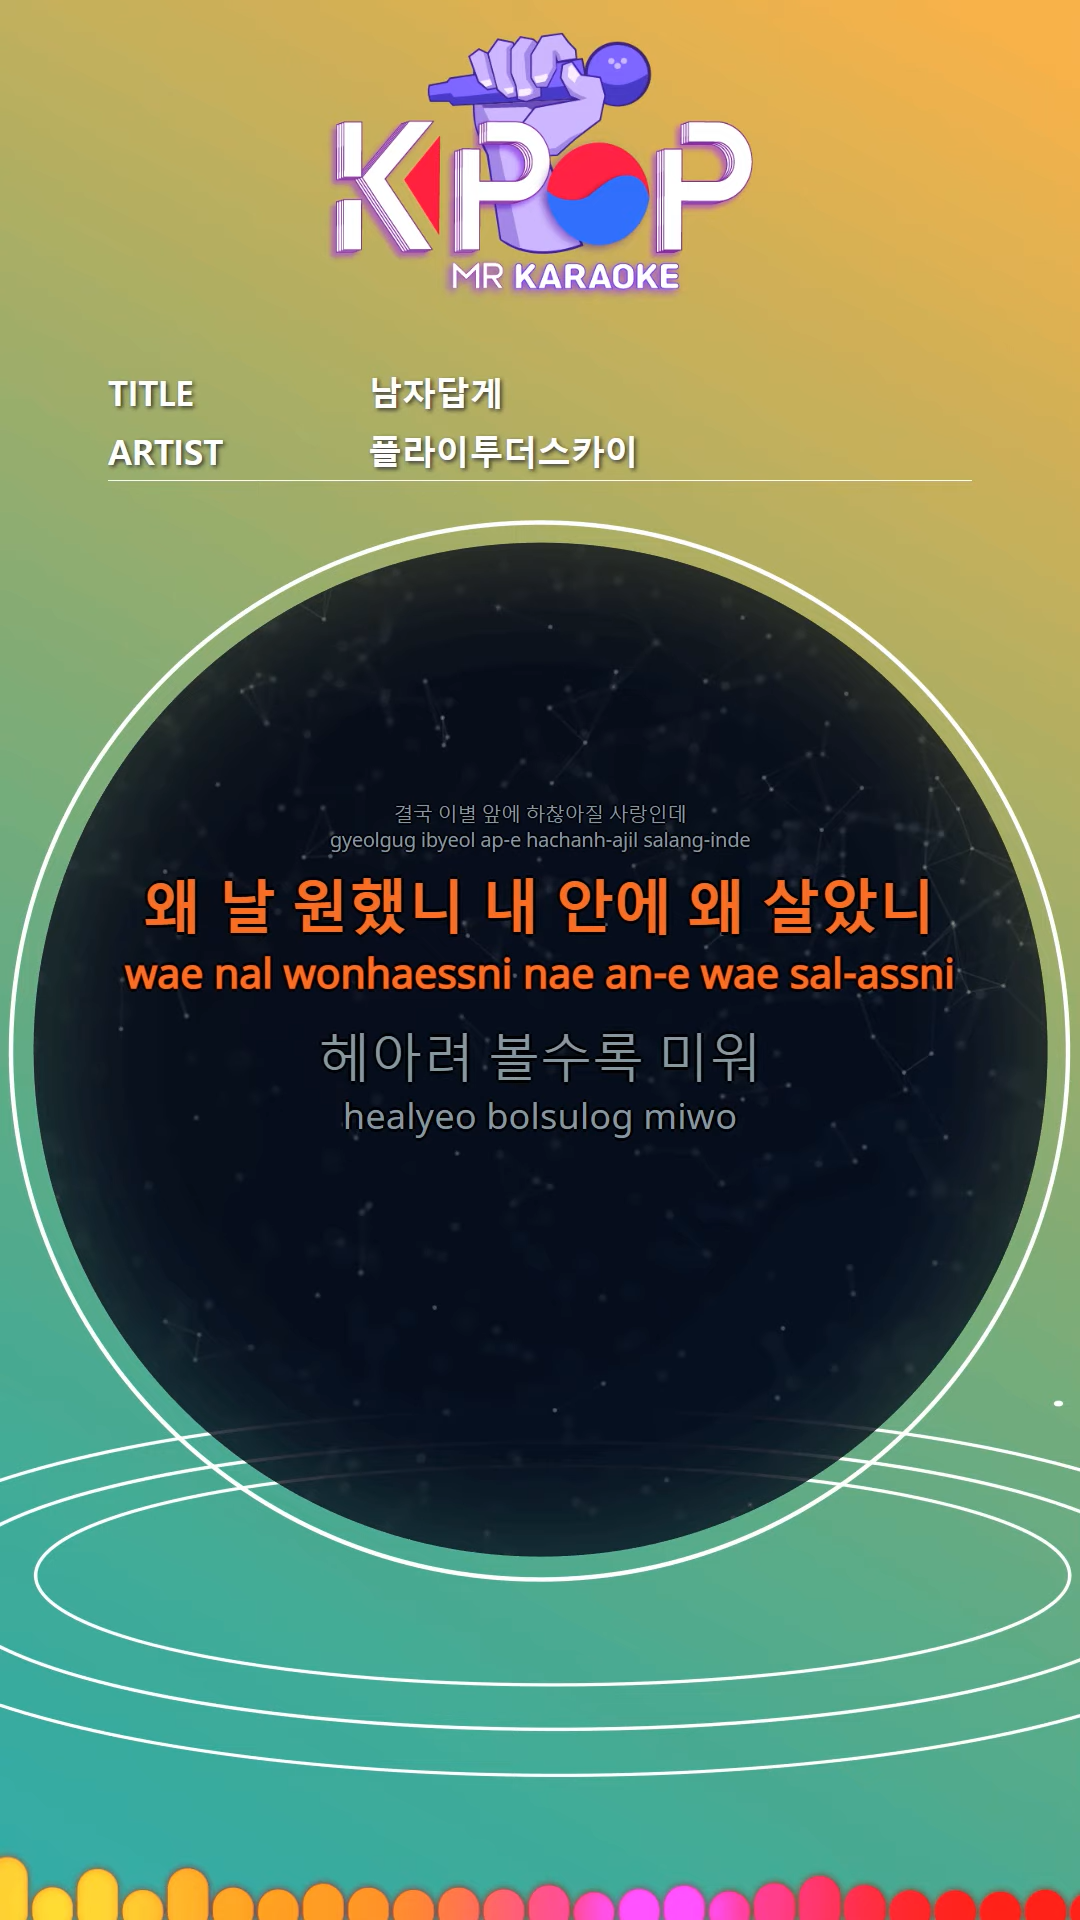 KPOP
MR KARAOKE
TITLE 남자답게
ARTIST 플라이투더스카이
결국 이별 앞에 하찮아질 사랑인데
gyeolgug ibyeol ap-e hachanh-ajil salang-inde
왜 날 원했니 내 안에 왜 살았니
wae nal wonhaessni nae an-e wae sal-assni
헤아려 볼수록 미워
healyeo bolsulog miwo